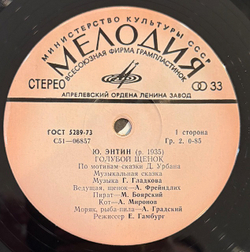 МИНИСТЕРСТВО КУЛЬТУРЫ СССР
МЕЛОДИЯ
ВСЕСОЮЗНАЯ ФИРМА ГРАМПЛАСТИНОК
СТЕРЕО 33
АПРЕЛЕВСКИЙ ОРДЕНА ЛЕНИНА ЗАВОД
ГОСТ 5289-73 1 сторона
С51—06857 Гр. 2. 0-85
Ю. ЭНТИН (р. 1935)
ГОЛУБОЙ ЩЕНОК
По мотивам сказки Д. Урбана
Музыкальная сказка
Музыка Г. Гладкова
Ведущая, щенок—А. Фрейндлих
Пират—М. Боярский
Кот—А. Миронов
Моряк, рыба-пила—А. Градский
Режиссер Е. Гамбург